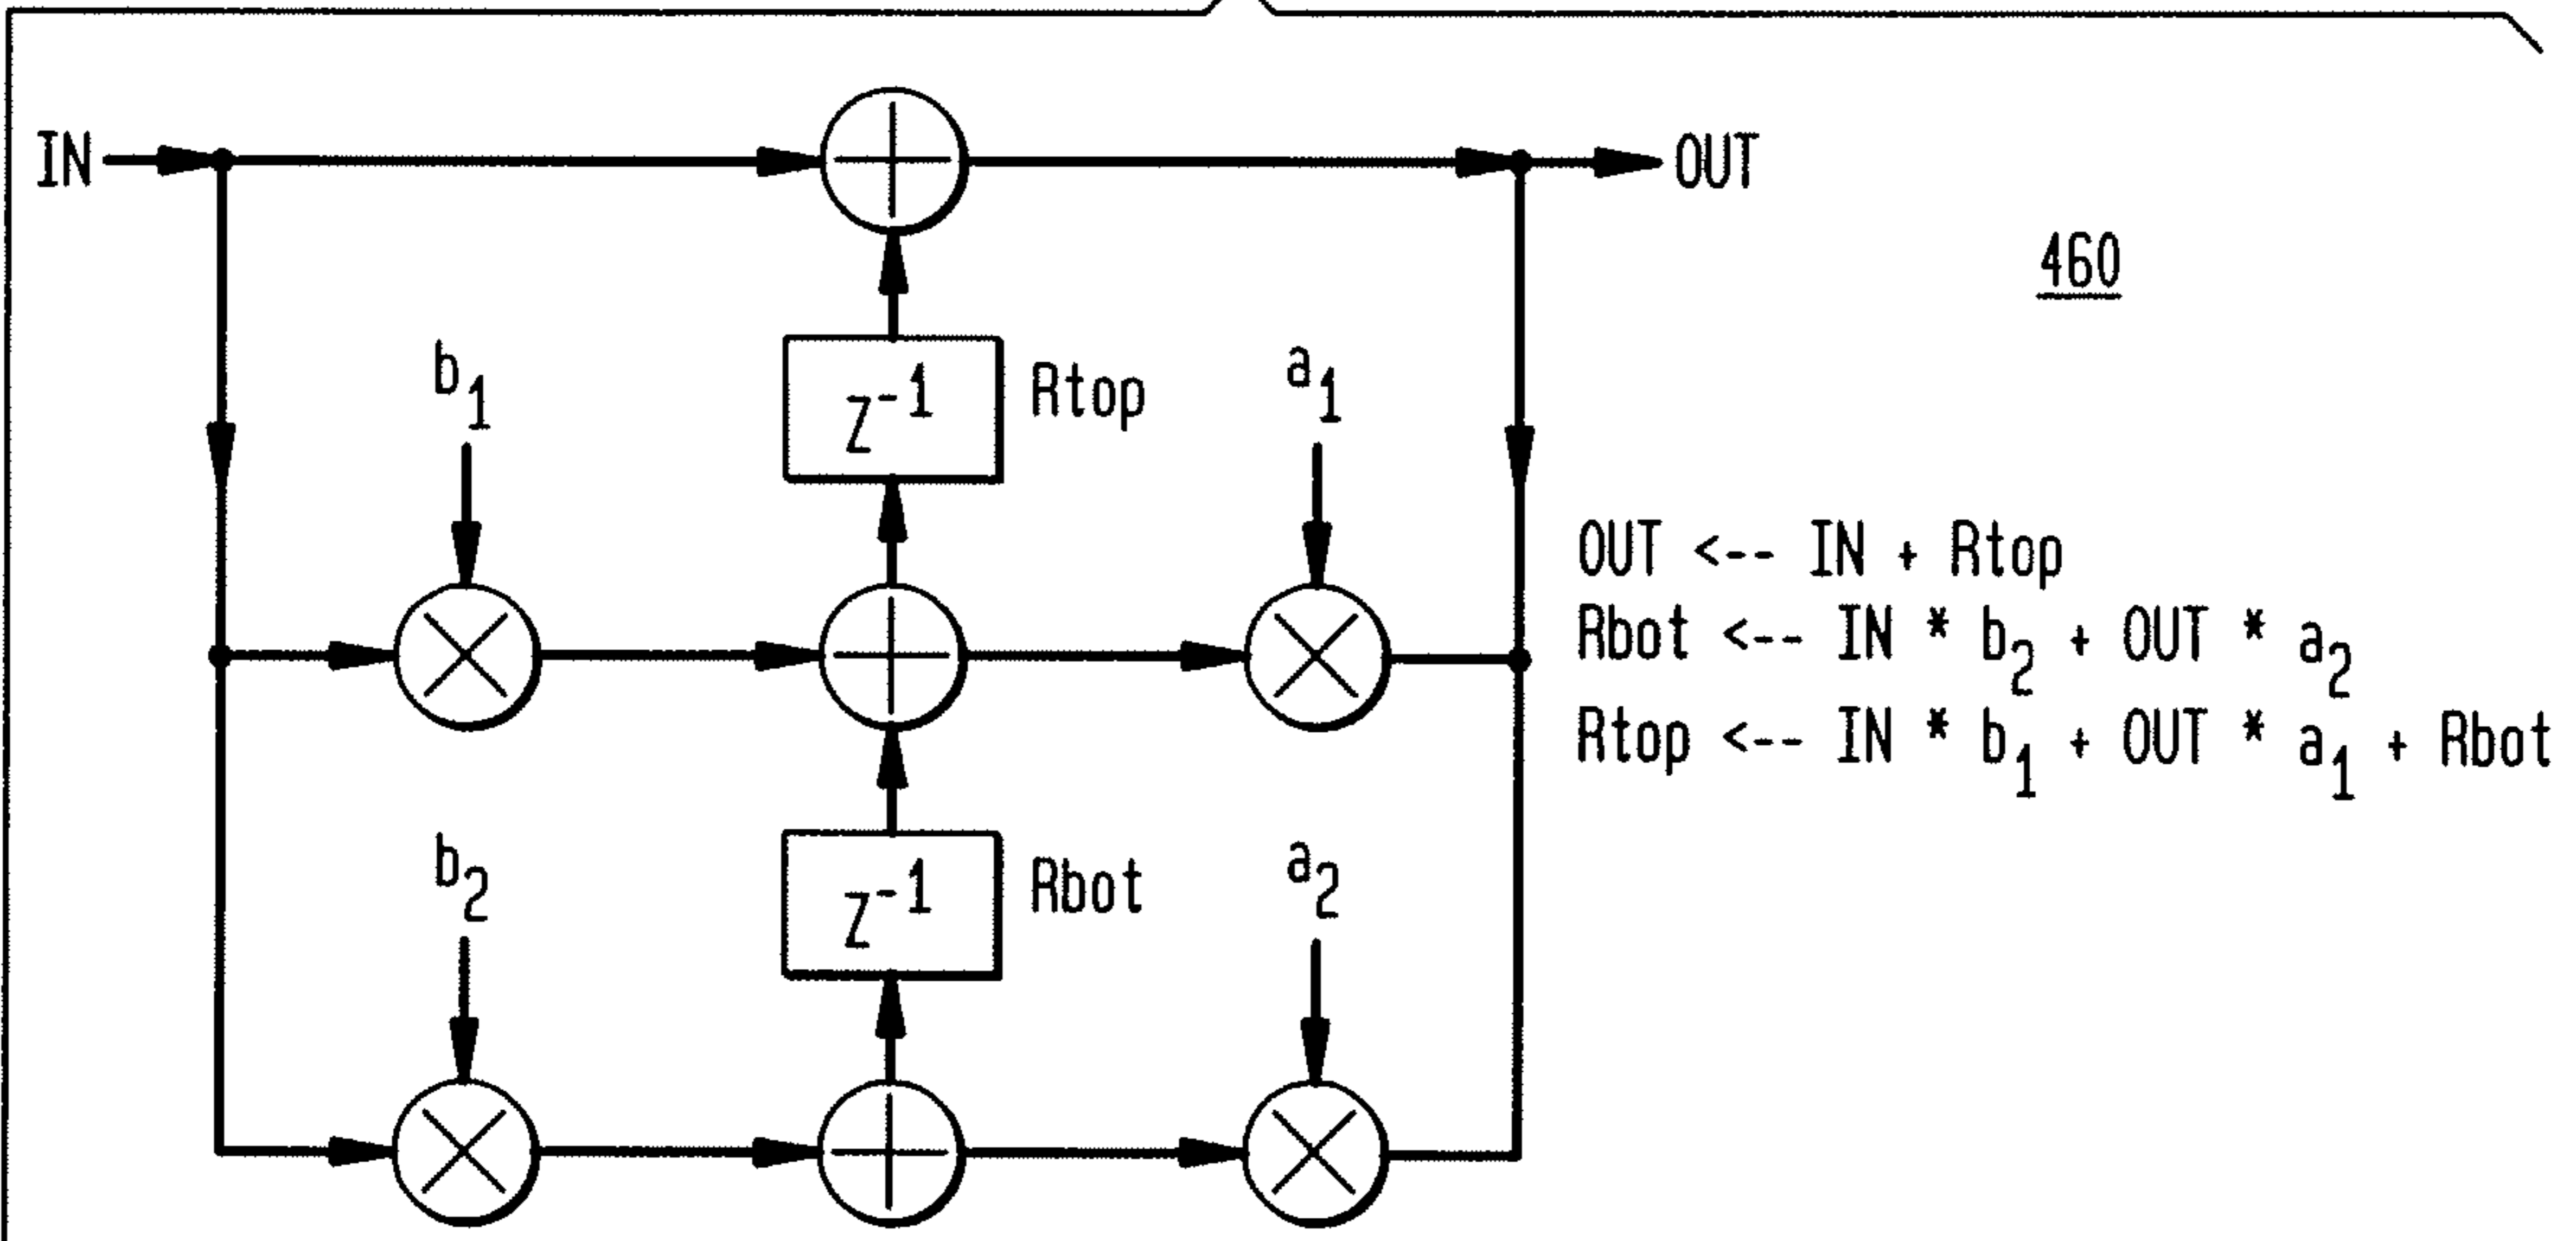 IN
OUT
460
b1
Z-1
Rtop
a1
OUT <-- IN + Rtop
Rbot <-- IN * b2 + OUT * a2
Rtop <-- IN * b1 + OUT * a1 + Rbot
b2
Z-1
Rbot
a2